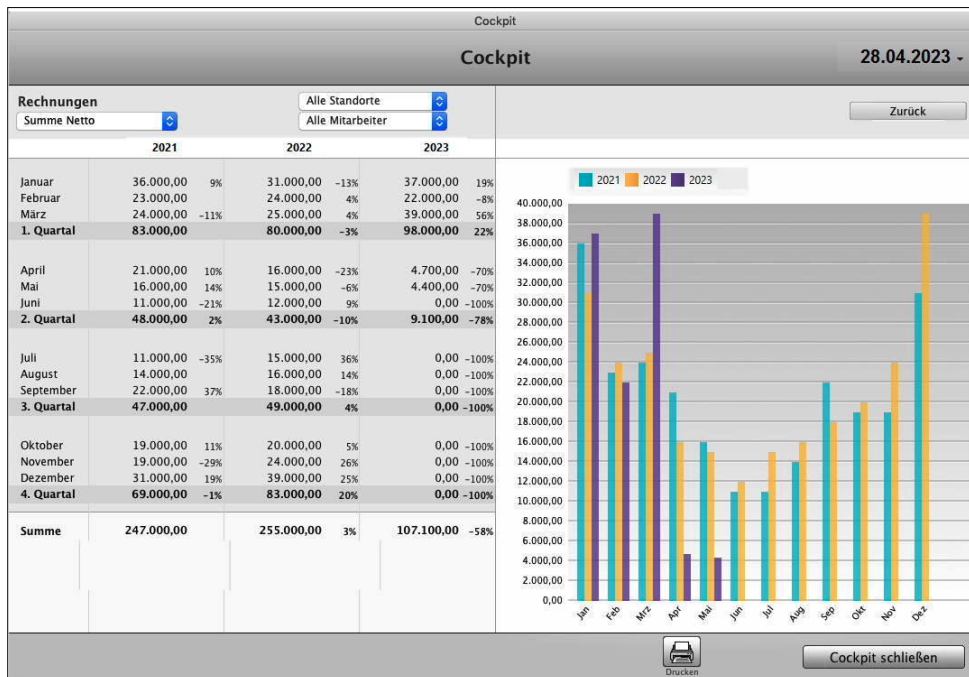 Cockpit
Cockpit
28.04.2023
Rechnungen
Alle Standorte
Summe Netto
Alle Mitarbeiter
Zurück
2021 2022 2023
Januar 36.000,00 9% 31.000,00 -13% 37.000,00 19%
Februar 23.000,00 24.000,00 4% 22.000,00 -8%
März 24.000,00 -11% 25.000,00 4% 39.000,00 56%
1. Quartal 83.000,00 80.000,00 -3% 98.000,00 22%
April 21.000,00 10% 16.000,00 -23% 4.700,00 -70%
Mai 16.000,00 14% 15.000,00 -6% 4.400,00 -70%
Juni 11.000,00 -21% 12.000,00 9% 0,00 -100%
2. Quartal 48.000,00 2% 43.000,00 -10% 9.100,00 -78%
Juli 11.000,00 -35% 15.000,00 36% 0,00 -100%
August 14.000,00 16.000,00 14% 0,00 -100%
September 22.000,00 37% 18.000,00 -18% 0,00 -100%
3. Quartal 47.000,00 49.000,00 4% 0,00 -100%
Oktober 19.000,00 11% 20.000,00 5% 0,00 -100%
November 19.000,00 -29% 24.000,00 26% 0,00 -100%
Dezember 31.000,00 19% 39.000,00 25% 0,00 -100%
4. Quartal 69.000,00 -1% 83.000,00 20% 0,00 -100%
Summe 247.000,00 255.000,00 3% 107.100,00 -58%
2021 2022 2023
40.000,00
38.000,00
36.000,00
34.000,00
32.000,00
30.000,00
28.000,00
26.000,00
24.000,00
22.000,00
20.000,00
18.000,00
16.000,00
14.000,00
12.000,00
10.000,00
8.000,00
6.000,00
4.000,00
2.000,00
0,00
Jan Feb Mrz Apr Mai Jun Jul Aug Sep Okt Nov Dez
Drucken
Cockpit schließen